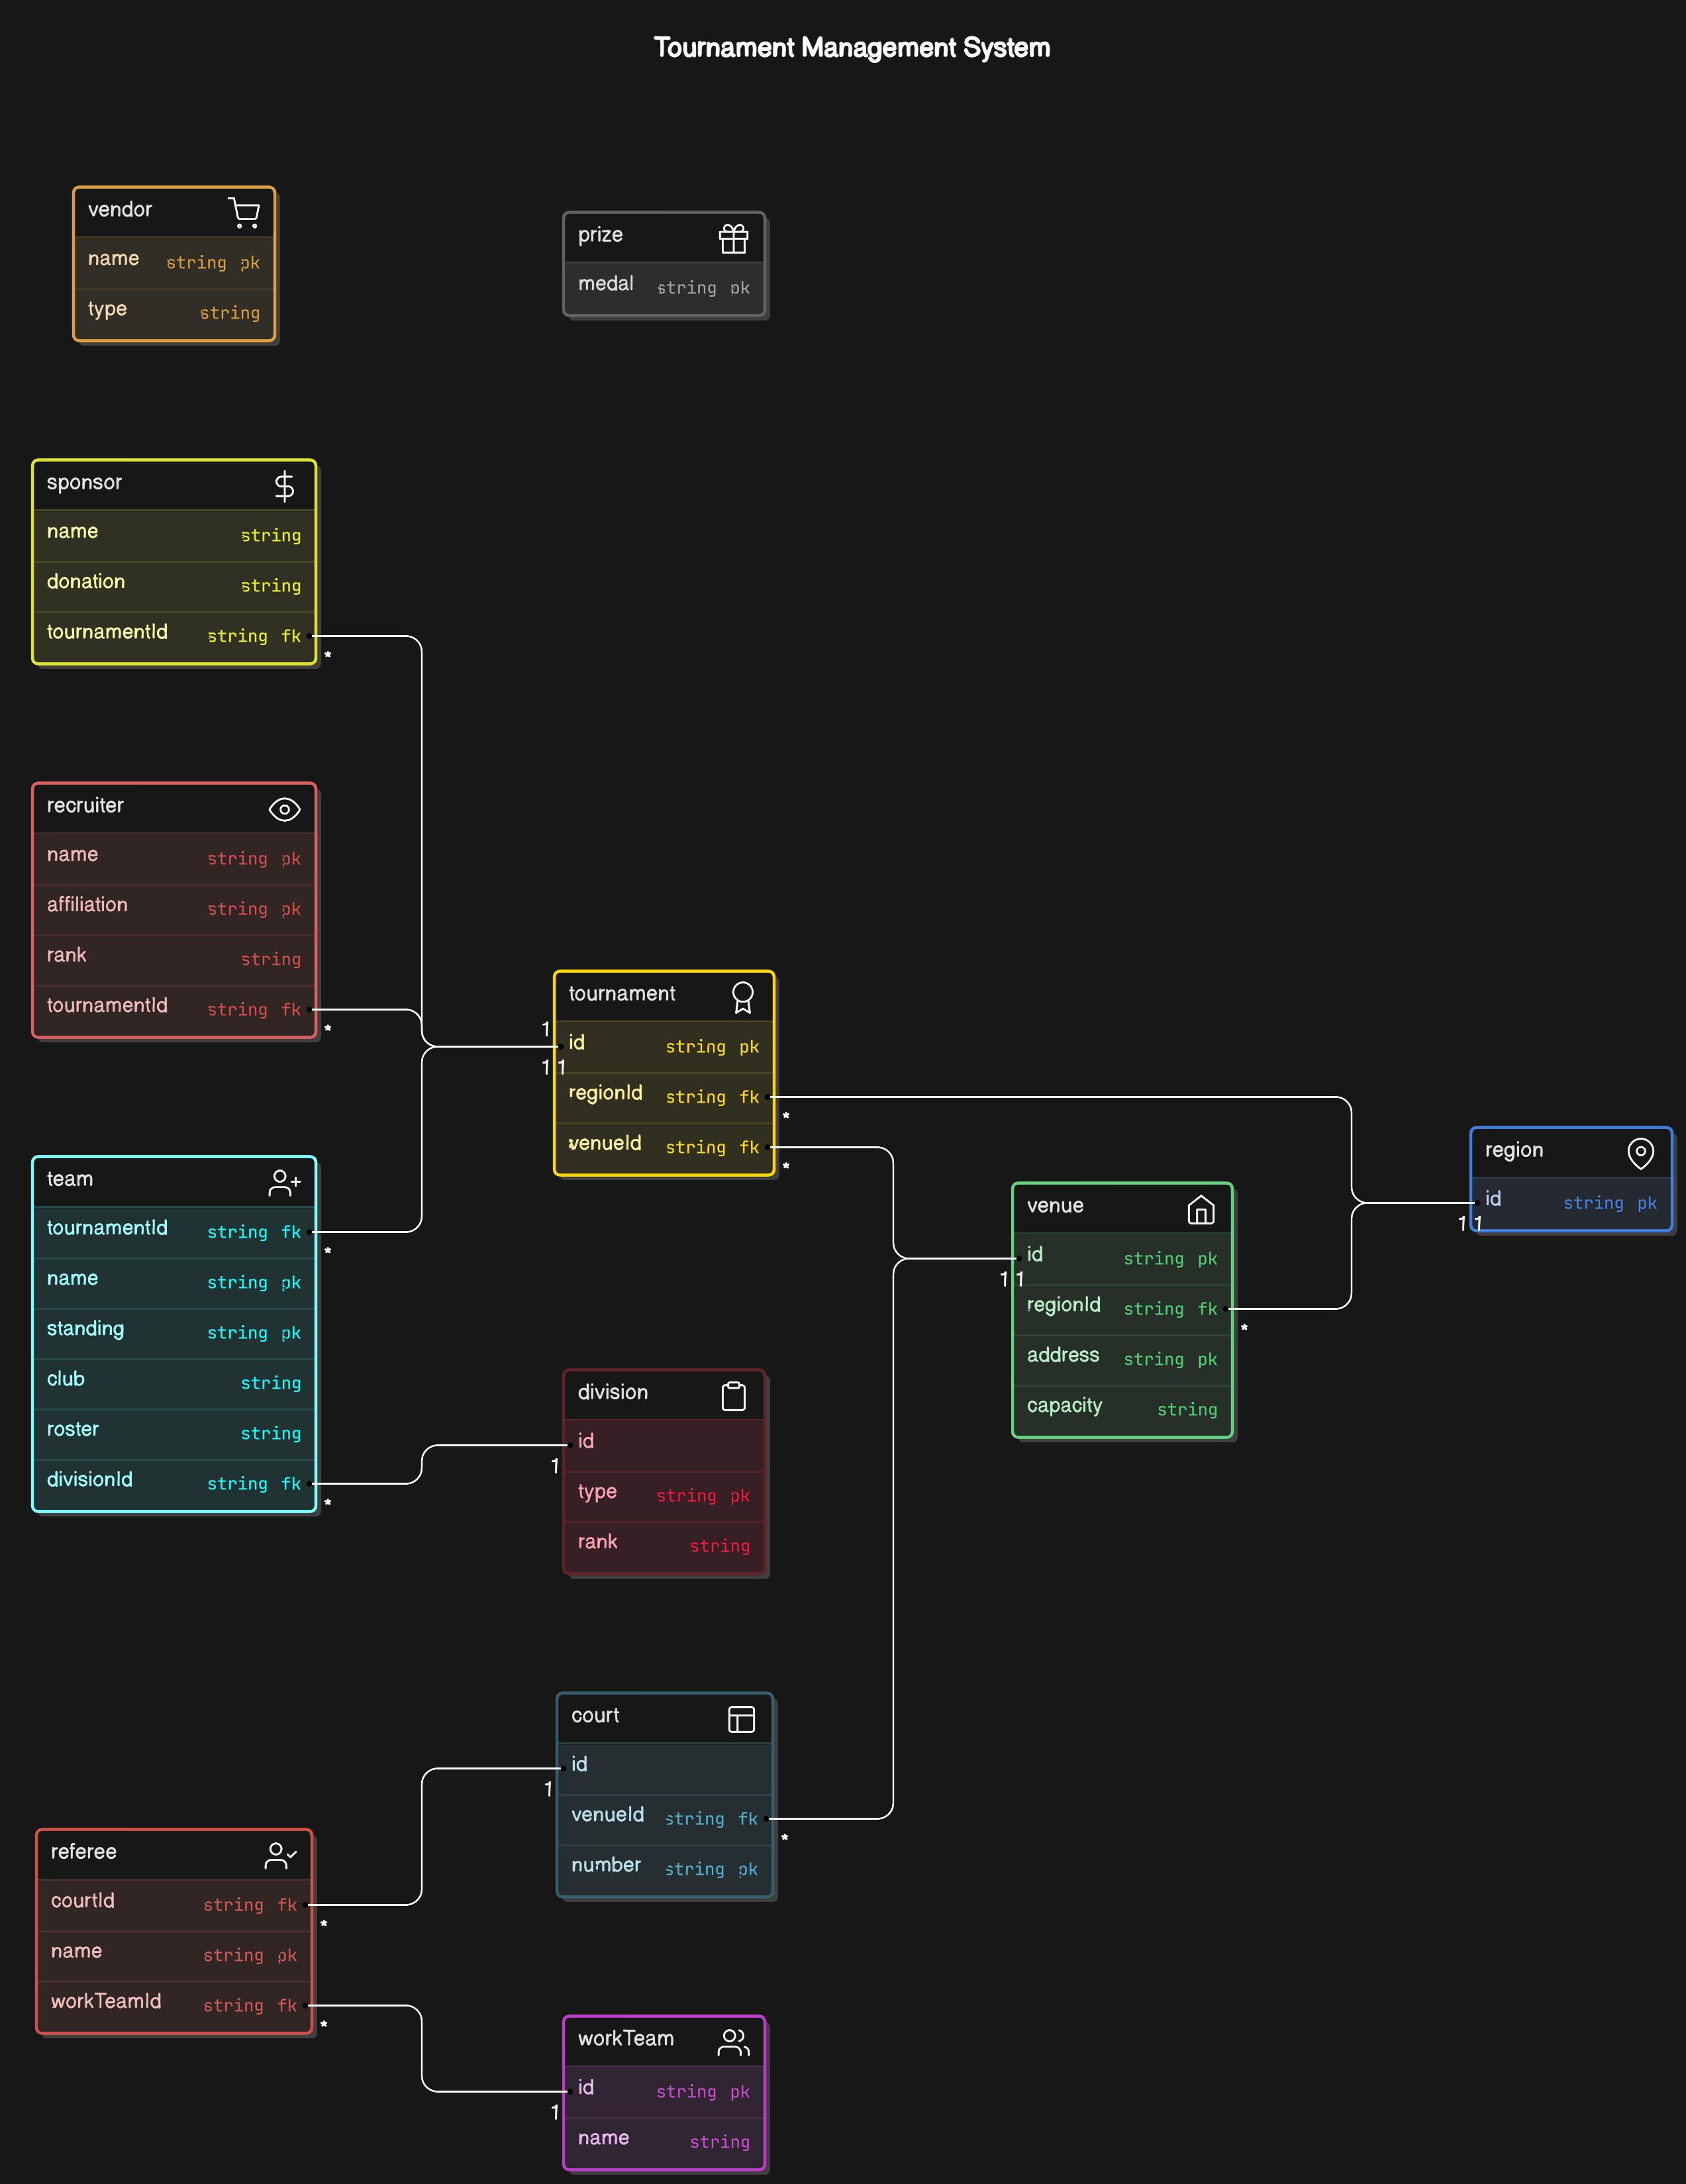 Tournament Management System
vendor
name string pk
type string
prize
medal string pk
sponsor
name string
donation string
tournamentId string fk
*
recruiter
name string pk
affiliation string pk
rank string
tournamentId string fk
*
tournament
1
id string pk
1 1
regionId string fk
*
venueId string fk
*
team
tournamentId string fk
*
name string pk
standing string pk
club string
roster string
divisionId string fk
*
region
id string pk
1 1
venue
id string pk
1 1
regionId string fk
*
address string pk
capacity string
division
id
1
type string pk
rank string
court
id
1
venueId string fk
*
number string pk
referee
courtId string fk
*
name string pk
workTeamId string fk
*
workTeam
id string pk
1
name string